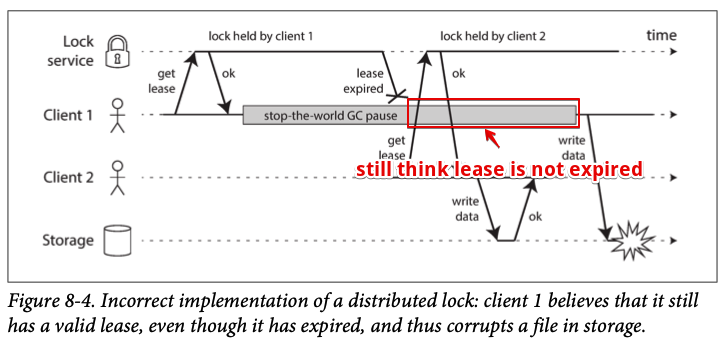 lock held by client 1
lock held by client 2
time
Lock
service
get
lease
ok
lease
expired
ok
Client 1
stop-the-world GC pause
get
lease
write
data
still think lease is not expired
Client 2
write
data
ok
Storage
Figure 8-4. Incorrect implementation of a distributed lock: client 1 believes that it still
has a valid lease, even though it has expired, and thus corrupts a file in storage.